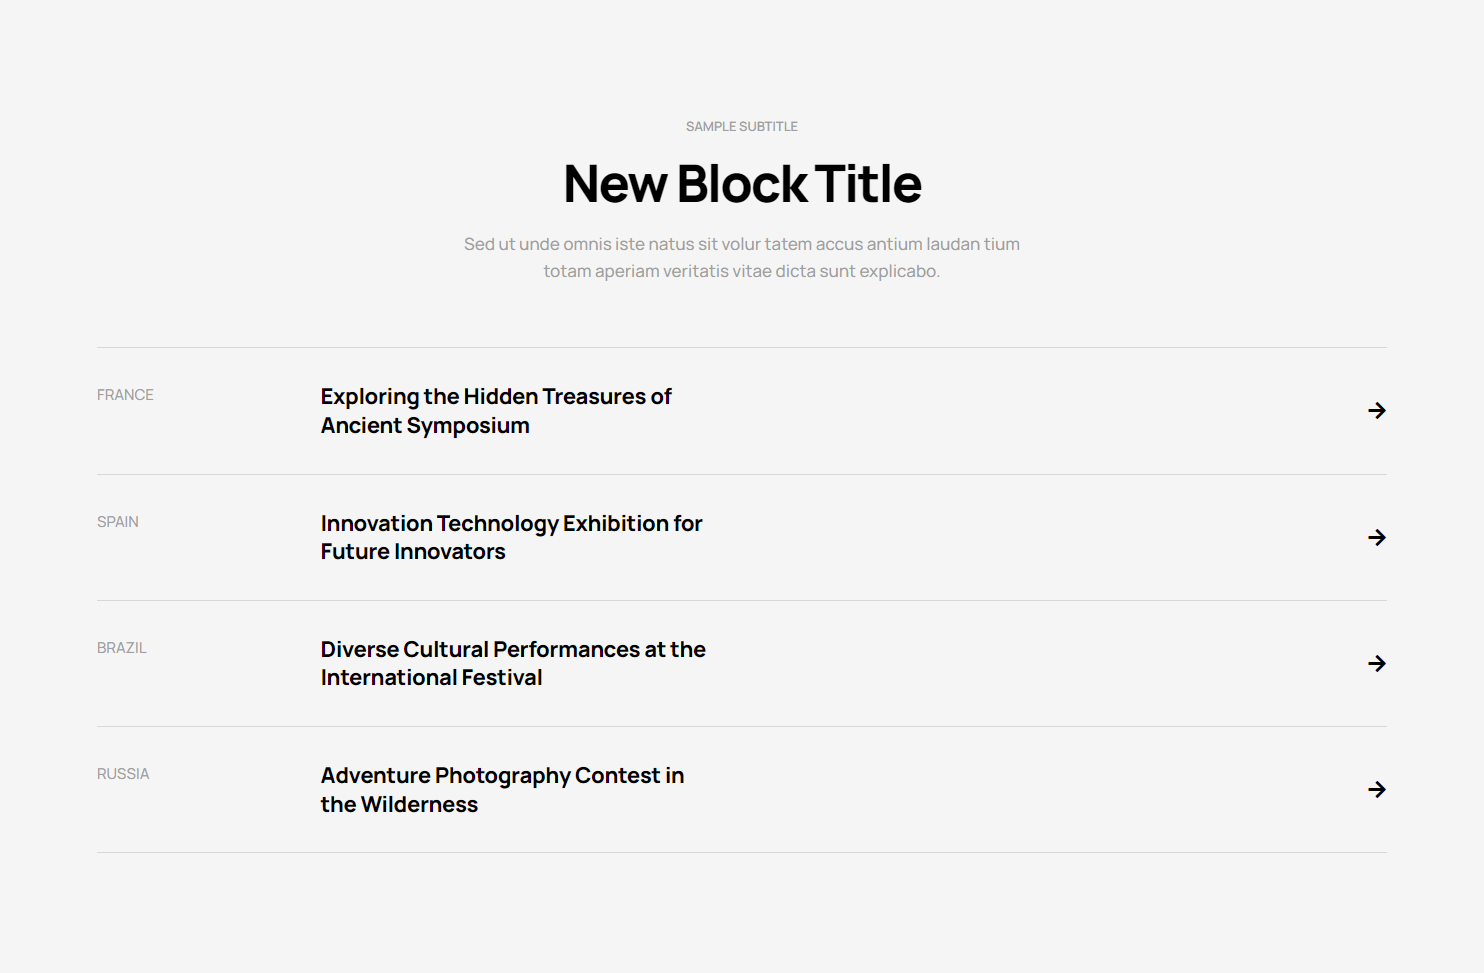 SAMPLE SUBTITLE
New Block Title
Sed ut unde omnis iste natus sit volur tatem accus antium laudan tium
totam aperiam veritatis vitae dicta sunt explicabo.
FRANCE
Exploring the Hidden Treasures of
Ancient Symposium
SPAIN
Innovation Technology Exhibition for
Future Innovators
BRAZIL
Diverse Cultural Performances at the
International Festival
RUSSIA
Adventure Photography Contest in
the Wilderness